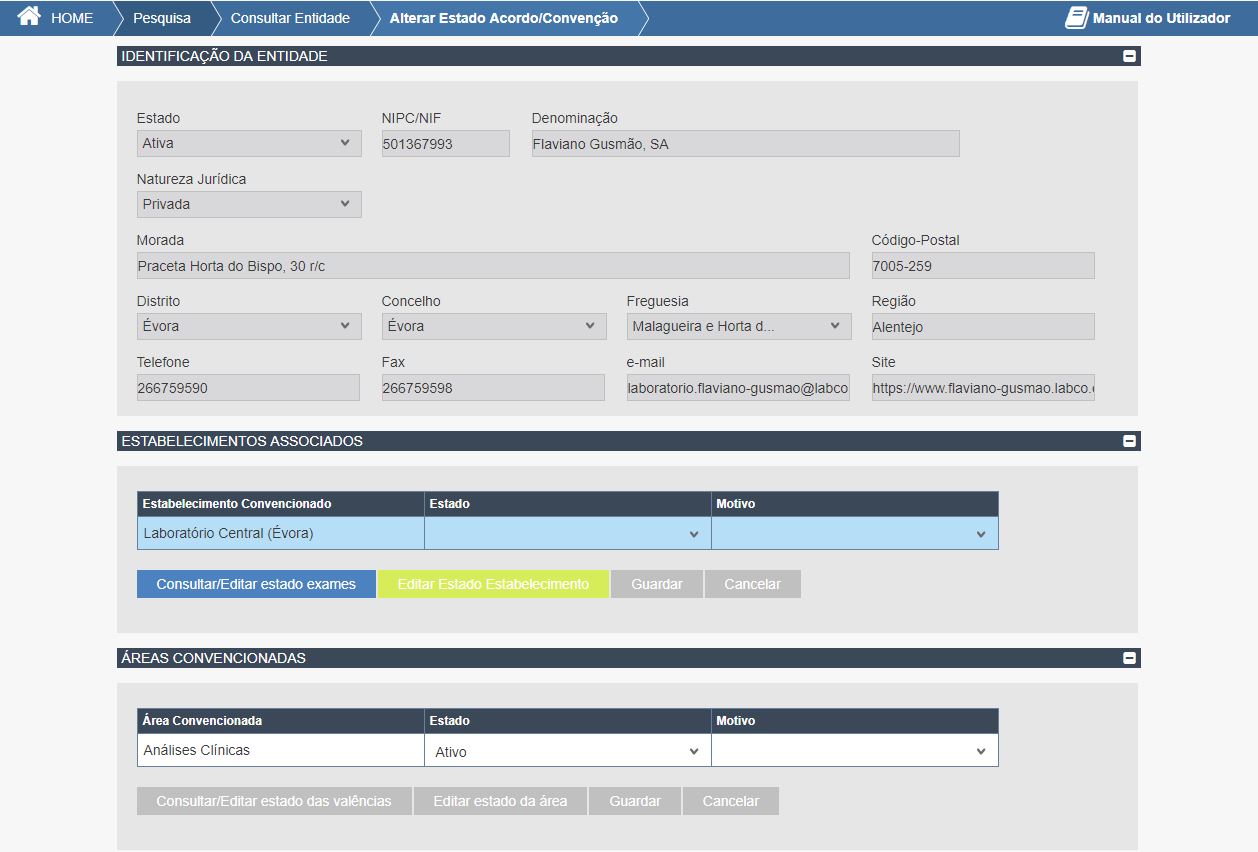 HOME Pesquisa Consultar Entidade Alterar Estado Acordo/Convenção Manual do Utilizador
IDENTIFICAÇÃO DA ENTIDADE
Estado NIPC/NIF Denominação
Ativa 501367993 Flaviano Gusmão, SA
Natureza Jurídica
Privada
Morada Código-Postal
Praceta Horta do Bispo, 30 r/c 7005-259
Distrito Concelho Freguesia Região
Évora Évora Malagueira e Horta d... Alentejo
Telefone Fax e-mail Site
266759590 266759598 laboratorio.flaviano-gusmao@labco https://www.flaviano-gusmao.labco.
ESTABELECIMENTOS ASSOCIADOS
Estabelecimento Convencionado Estado Motivo
Laboratório Central (Évora)
Consultar/Editar estado exames Editar Estado Estabelecimento Guardar Cancelar
ÁREAS CONVENCIONADAS
Área Convencionada Estado Motivo
Análises Clínicas Ativo
Consultar/Editar estado das valências Editar estado da área Guardar Cancelar